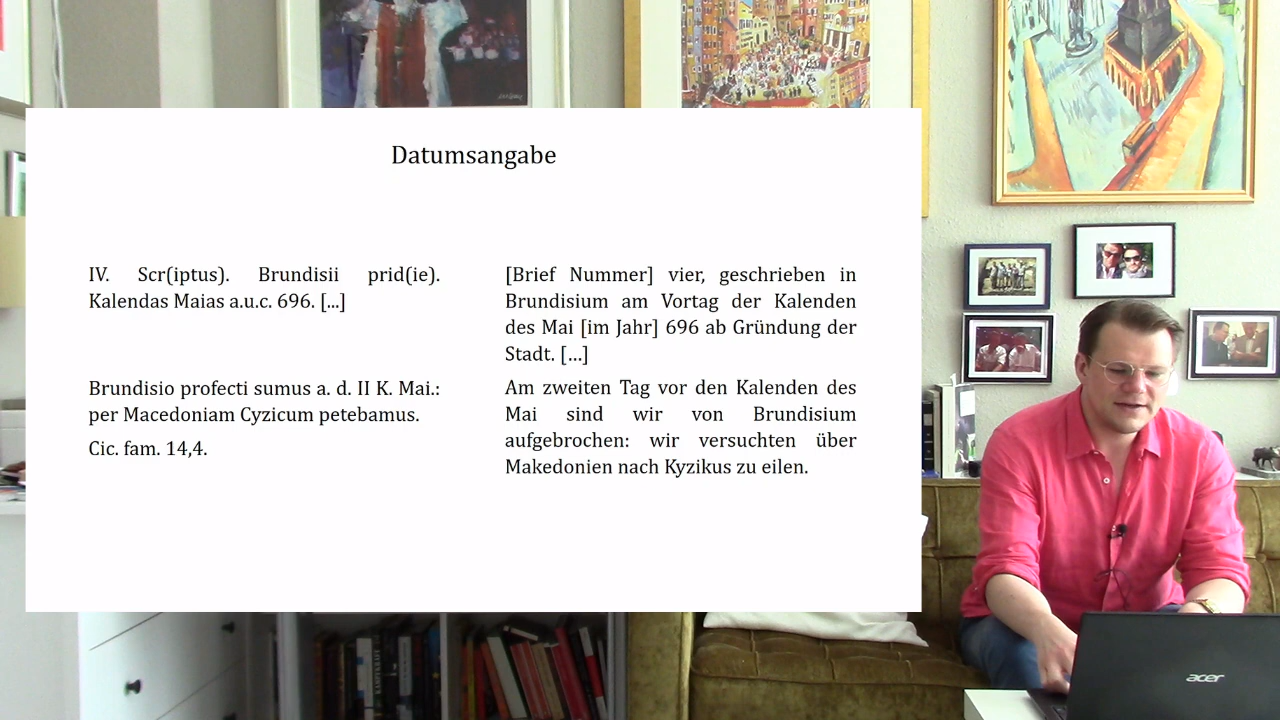 Datumsangabe
IV. Scr(iptus). Brundisii prid(ie).
Kalendas Maias a.u.c. 696. [...]
Brundisio profecti sumus a. d. II K. Mai.:
per Macedoniam Cyzicum petebamus.
Cic. fam. 14,4.
[Brief Nummer] vier, geschrieben in
Brundisium am Vortag der Kalenden
des Mai [im Jahr] 696 ab Gründung der
Stadt. [...]
Am zweiten Tag vor den Kalenden des
Mai sind wir von Brundisium
aufgebrochen: wir versuchten über
Makedonien nach Kyzikus zu eilen.
acer